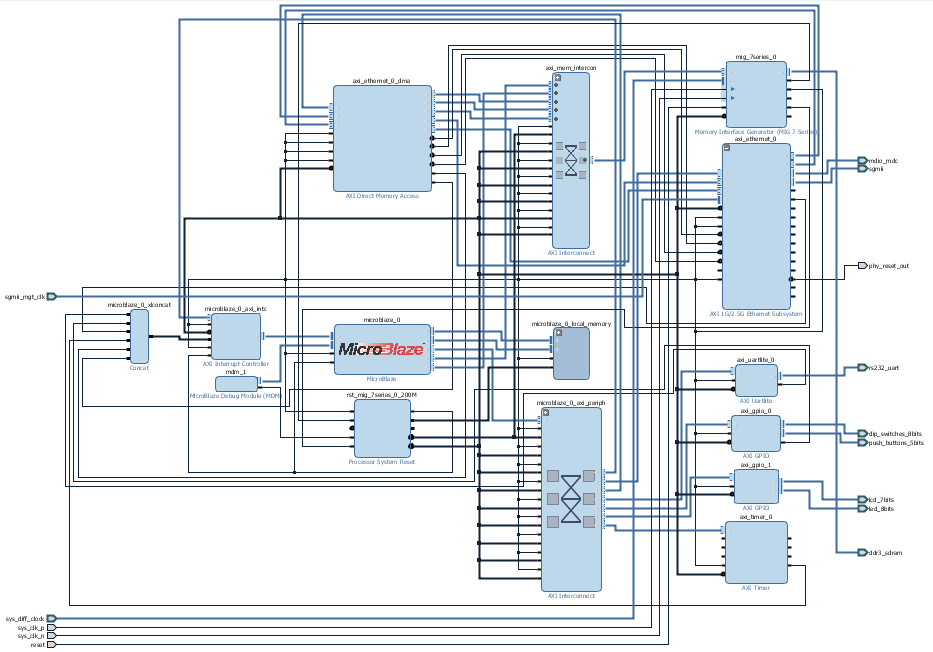 mig_7series_0
axi_mem_intercon
axi_ethernet_0_dma
Memory Interface Generator (MIG 7 Series)
axi_ethernet_0
mdio_mdc
sgmii
AXI Direct Memory Access
AXI Interconnect
phy_reset_out
sgmii_mgt_clk
microblaze_0_xlconcat
microblaze_0_axi_intc
AXI 1G/2.5G Ethernet Subsystem
microblaze_0
microblaze_0_local_memory
MicroBlaze
AXI Interrupt Controller
Concat
mdm_1
MicroBlaze
axi_uartlite_0
rs232_uart
MicroBlaze Debug Module (MDM)
rst_mig_7series_0_200M
AXI Uartlite
microblaze_0_axi_periph
axi_gpio_0
dip_switches_8bits
push_buttons_5bits
AXI GPIO
Processor System Reset
axi_gpio_1
lcd_7bits
led_8bits
AXI GPIO
axi_timer_0
ddr3_sdram
AXI Timer
AXI Interconnect
sys_diff_clock
sys_clk_p
sys_clk_n
reset